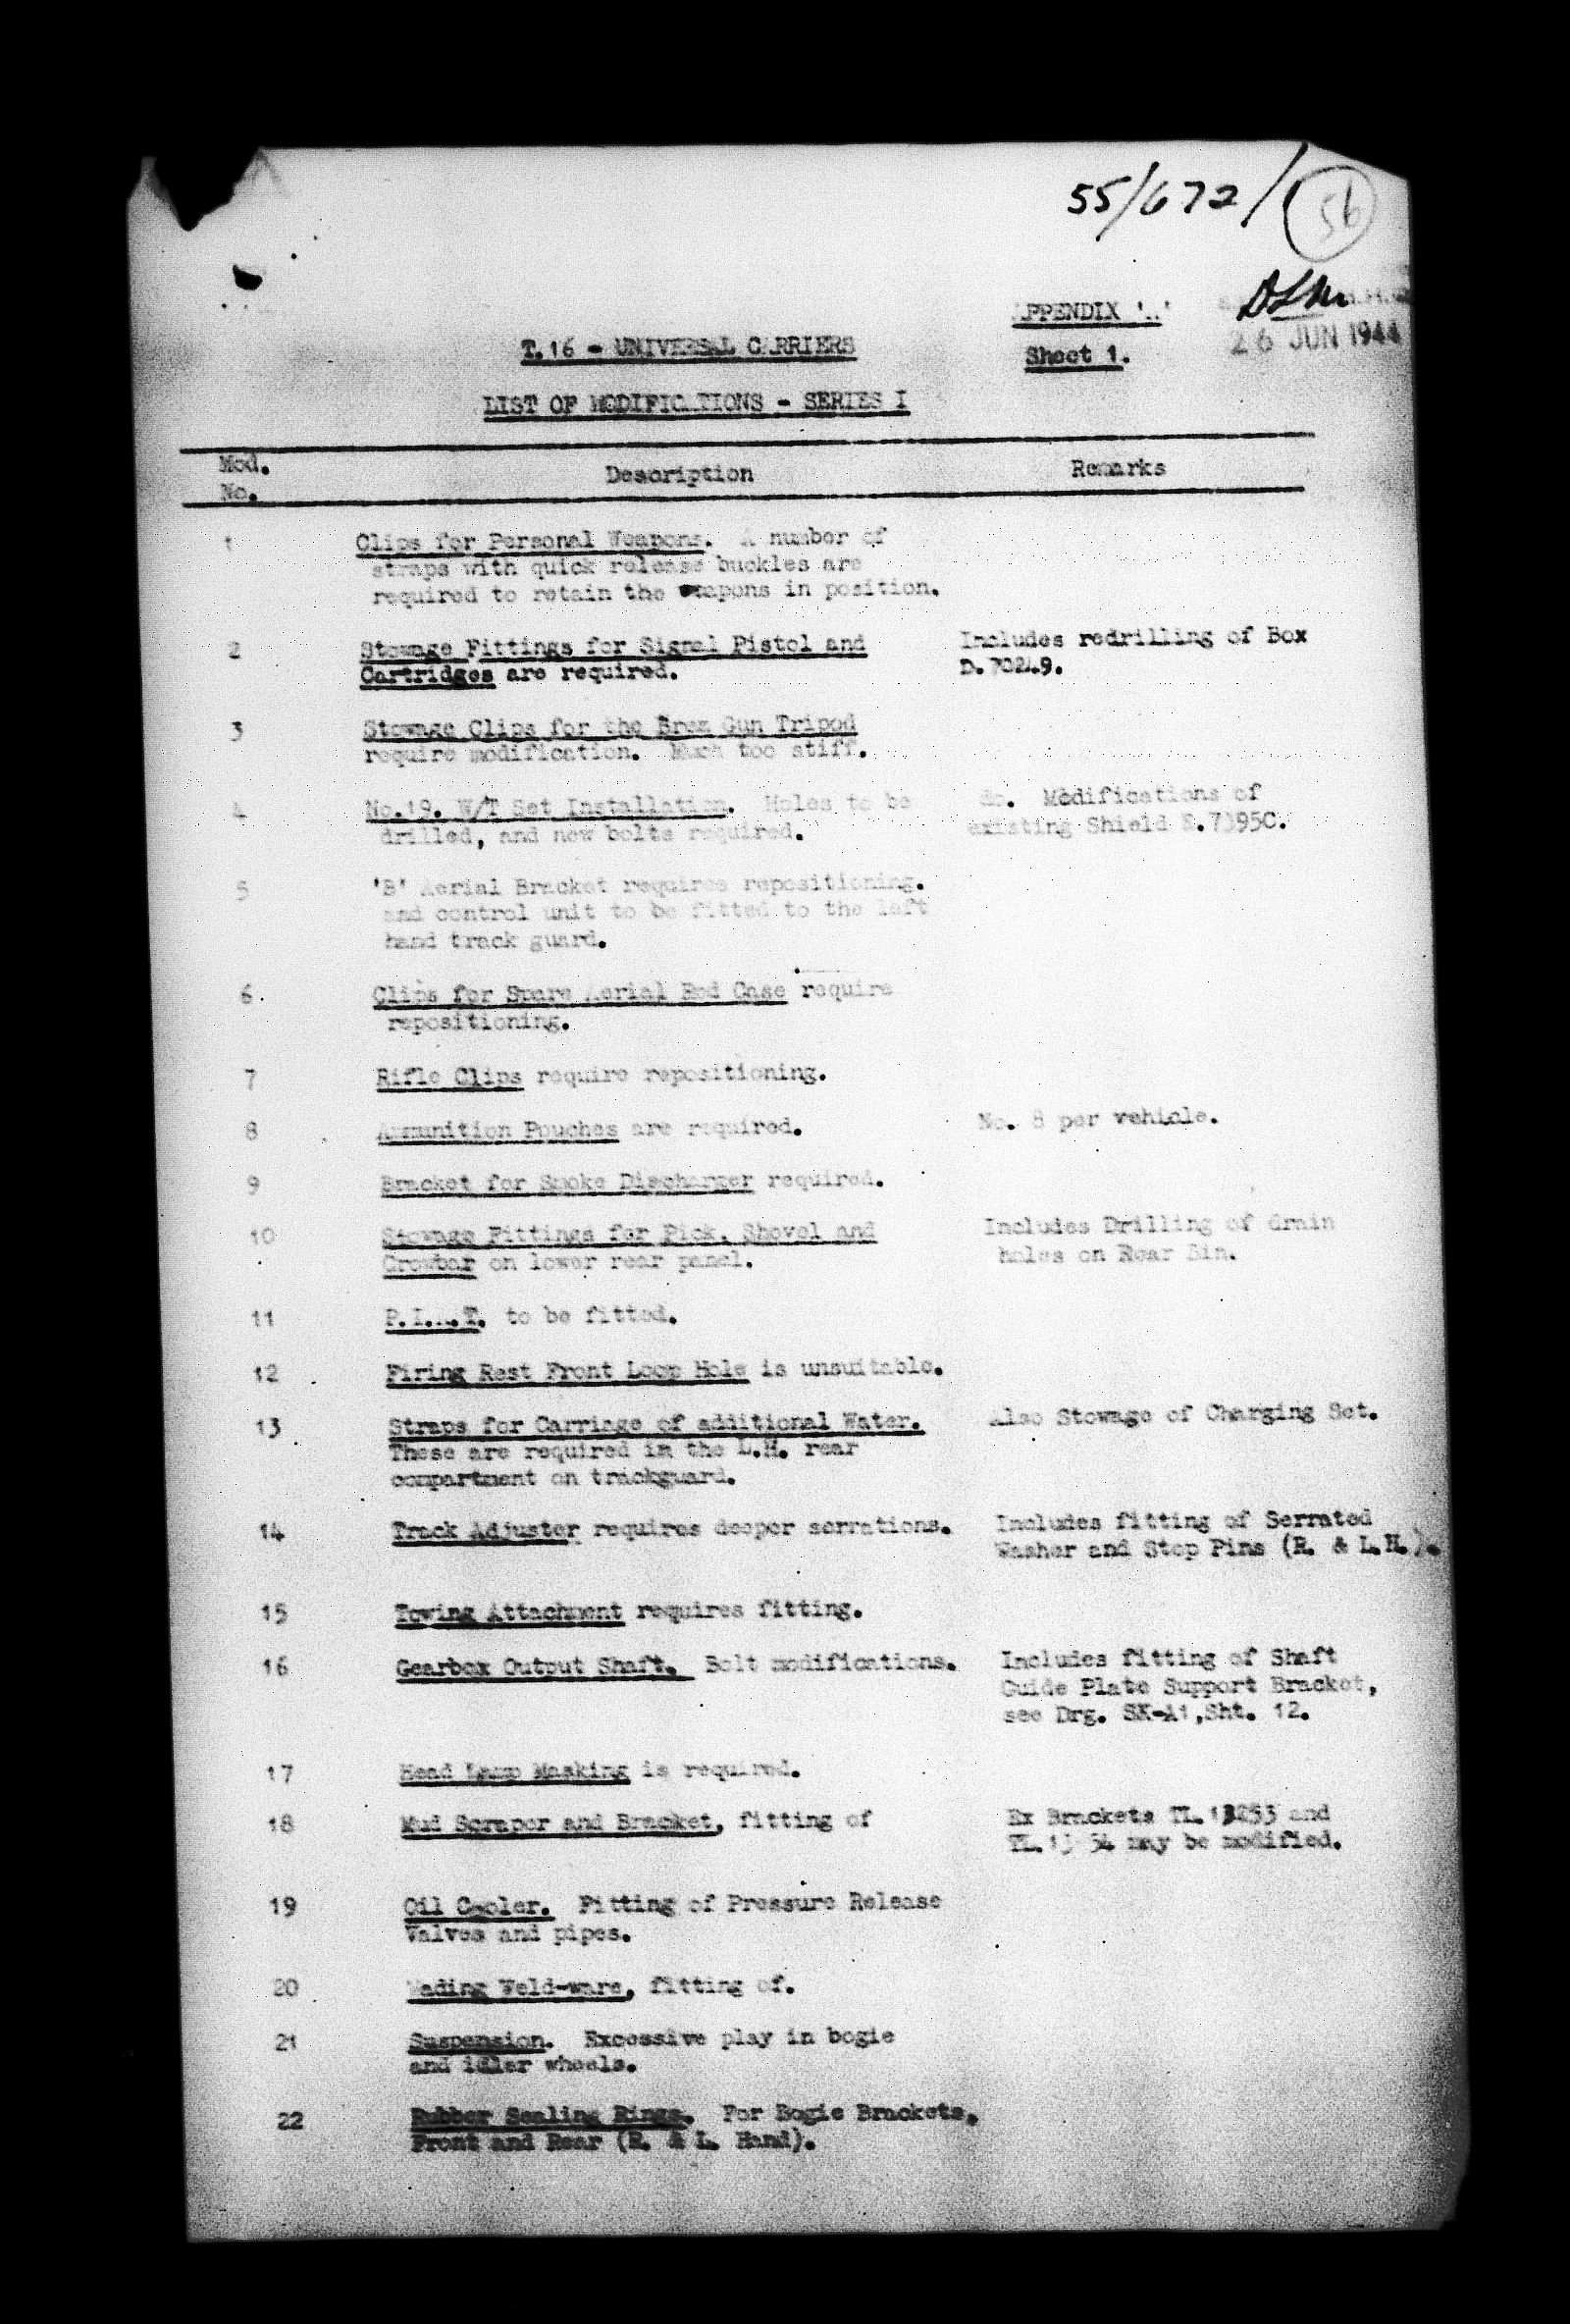 55/672/1
56
APPENDIX 'A'
26 JUN 1944
T.16 - UNIVERSAL CARRIERS
Sheet 1.
LIST OF MODIFICATIONS - SERIES I
Mod. No. Description Remarks
1 Clips for Personal Weapons. A number of
straps with quick release buckles are
required to retain the weapons in position.
2 Stowage Fittings for Signal Pistol and Includes redrilling of Box
Cartridges are required. D.70249.
3 Stowage Clips for the Bren Gun Tripod
require modification. Much too stiff.
4 No.19. W/T Set Installation. Holes to be do. Modifications of
drilled, and new bolts required. existing Shield
5 'B' Aerial Bracket requires repositioning.
and control unit to be fitted to the left
hand track guard.
6. Clips for Spare Aerial Rod Case require
repositioning.
7 Rifle Clips require repositioning.
8 Ammunition Pouches are required. No. 8 per vehicle.
9 Bracket for Smoke Discharger required.
10 Stowage Fittings for Pick, Shovel and Includes Drilling of drain
Crowbar on lower rear panel. holes on Rear Bin.
11 P.I.A.T. to be fitted.
12 Firing Rest Front Loop Hole is unsuitable.
13 Straps for Carriage of additional Water. Also Stowage of Charging Set.
These are required in the L.H. rear
compartment on trackguard.
14 Track Adjuster requires deeper serrations. Includes fitting of Serrated
Washer and Stop Pins (R. & L.H.).
15 Towing Attachment requires fitting.
16 Gearbox Output Shaft. Bolt modifications. Includes fitting of Shaft
Guide Plate Support Bracket,
see Drg. SK-A1,Sht. 12.
17 Head Lamp Masking is required.
18 Mud Scraper and Bracket, fitting of Ex Brackets TL.13253 and
may be modified.
19 Oil Cooler. Fitting of Pressure Release
Valves and pipes.
20 Wading Weld-ware, fitting of.
21 Suspension. Excessive play in bogie
and idler wheels.
22 Rubber Sealing Rings. For Bogie Brackets,
Front and Rear (R. & L. Hand).